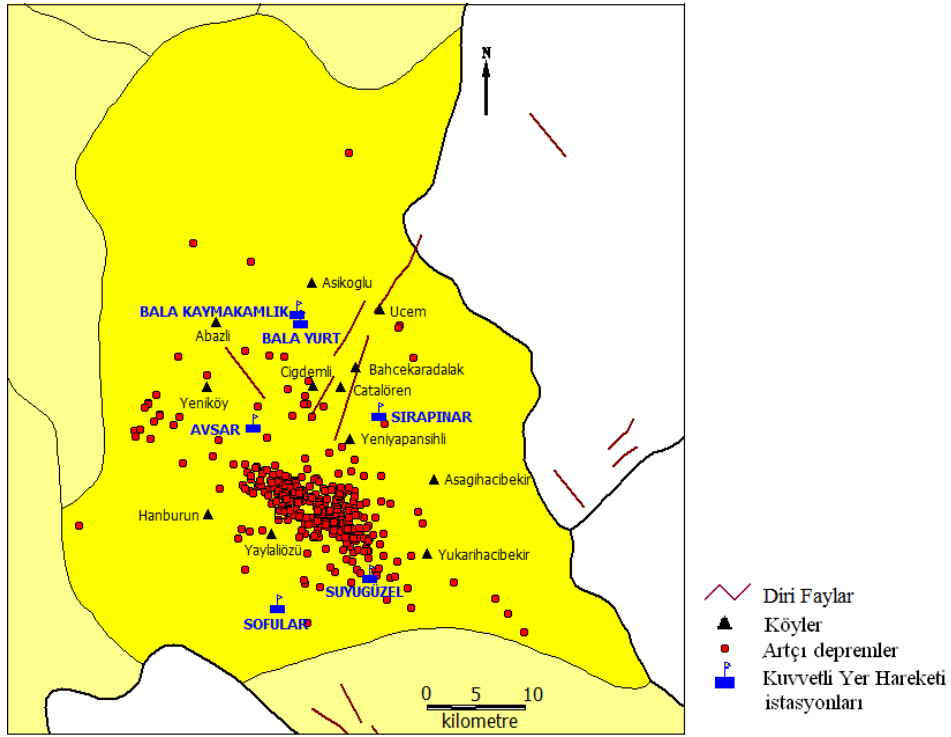 N
Asikoglu
BALA KAYMAKAMLIK
Ucem
Abazli
BALA YURT
Bahcekaradalak
Cigdemli
Catalören
Yeniköy
SIRAPINAR
AVSAR
Yeniyapansihli
Asagihacibekir
Hanburun
Yaylaliözü
Yukarihacibekir
SUYUGÜZEL
SOFULAR
0 5 10
kilometre
Diri Faylar
Köyler
Artçı depremler
Kuvvetli Yer Hareketi
istasyonları